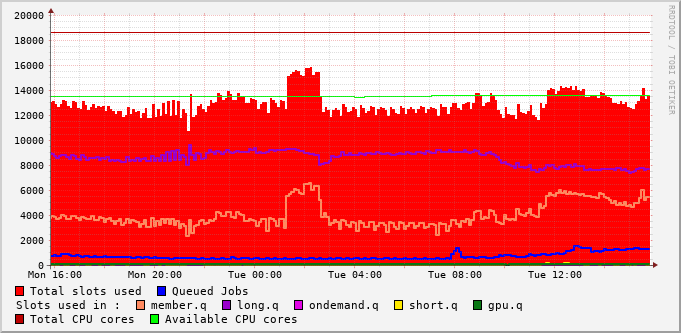 20000
18000
16000
14000
12000
10000
8000
6000
4000
2000
0
Mon 16:00 Mon 20:00 Tue 00:00 Tue 04:00 Tue 08:00 Tue 12:00
Total slots used Queued Jobs
Slots used in : member.q long.q ondemand.q short.q gpu.q
Total CPU cores Available CPU cores
RRDTOOL / TOBI OETIKER